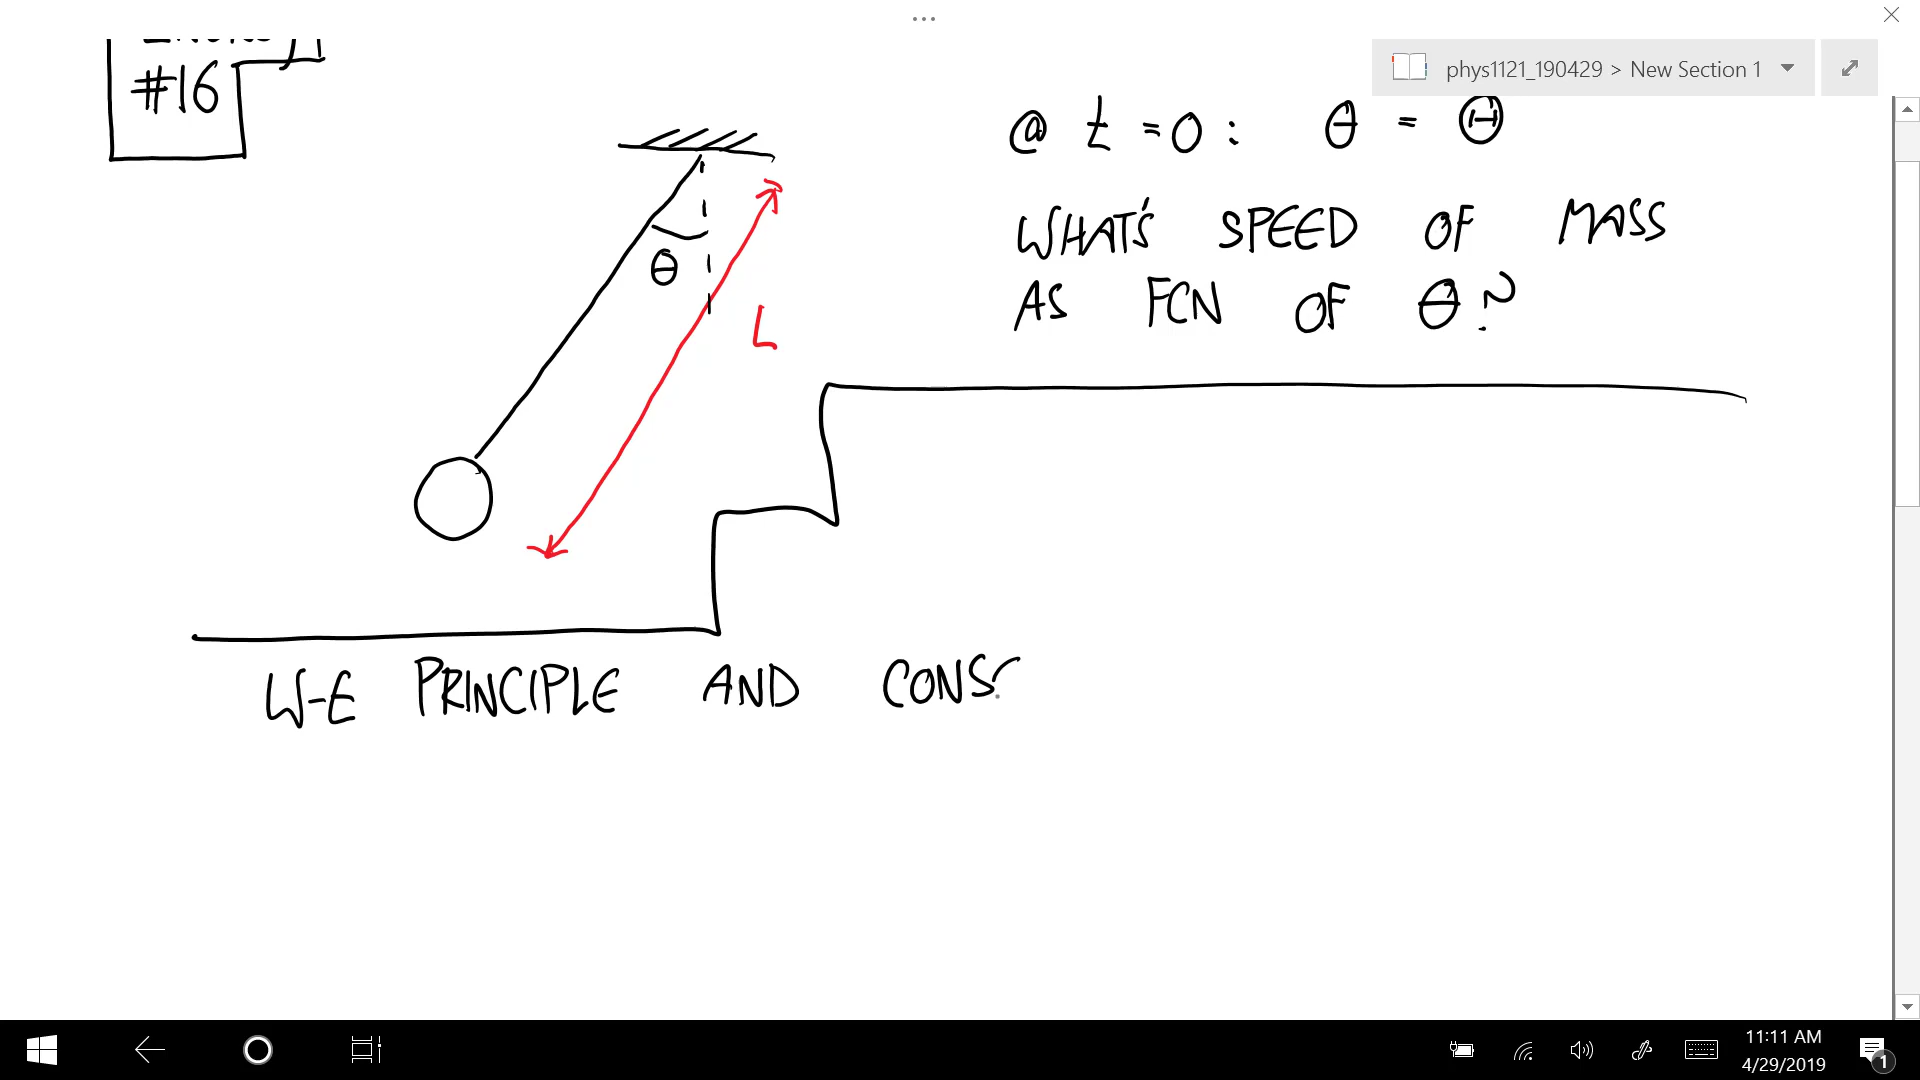 #16
phys1121_190429 > New Section 1
@ t = 0 : θ = Θ
WHAT'S SPEED OF MASS
AS FCN OF θ?
θ
L
W-E PRINCIPLE AND CONS
11:11 AM
4/29/2019
1